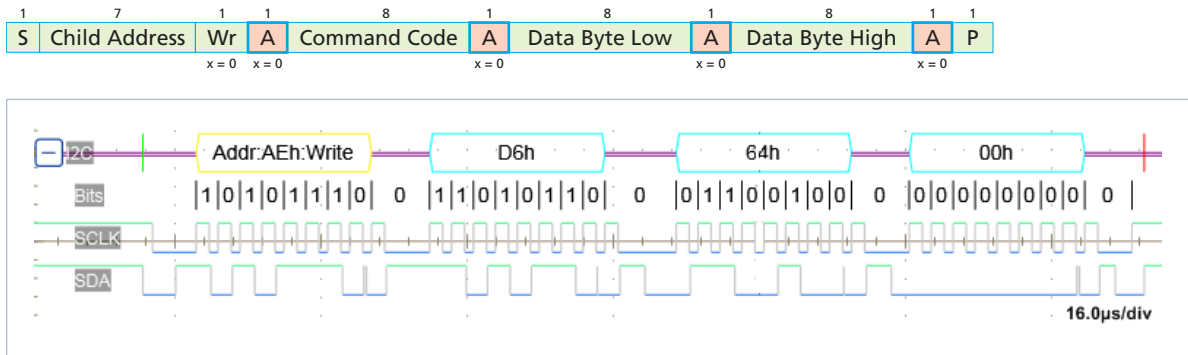 1 7 1 1 8 1 8 1 8 1 1
S Child Address Wr A Command Code A Data Byte Low A Data Byte High A P
x = 0 x = 0 x = 0 x = 0 x = 0
I2C Addr:AEh:Write D6h 64h 00h
Bits 1 0 1 0 1 1 1 0 0 1 1 0 1 0 1 1 0 0 0 1 1 0 0 1 0 0 0 0 0 0 0 0 0 0 0 0
SCLK
SDA
16.0µs/div